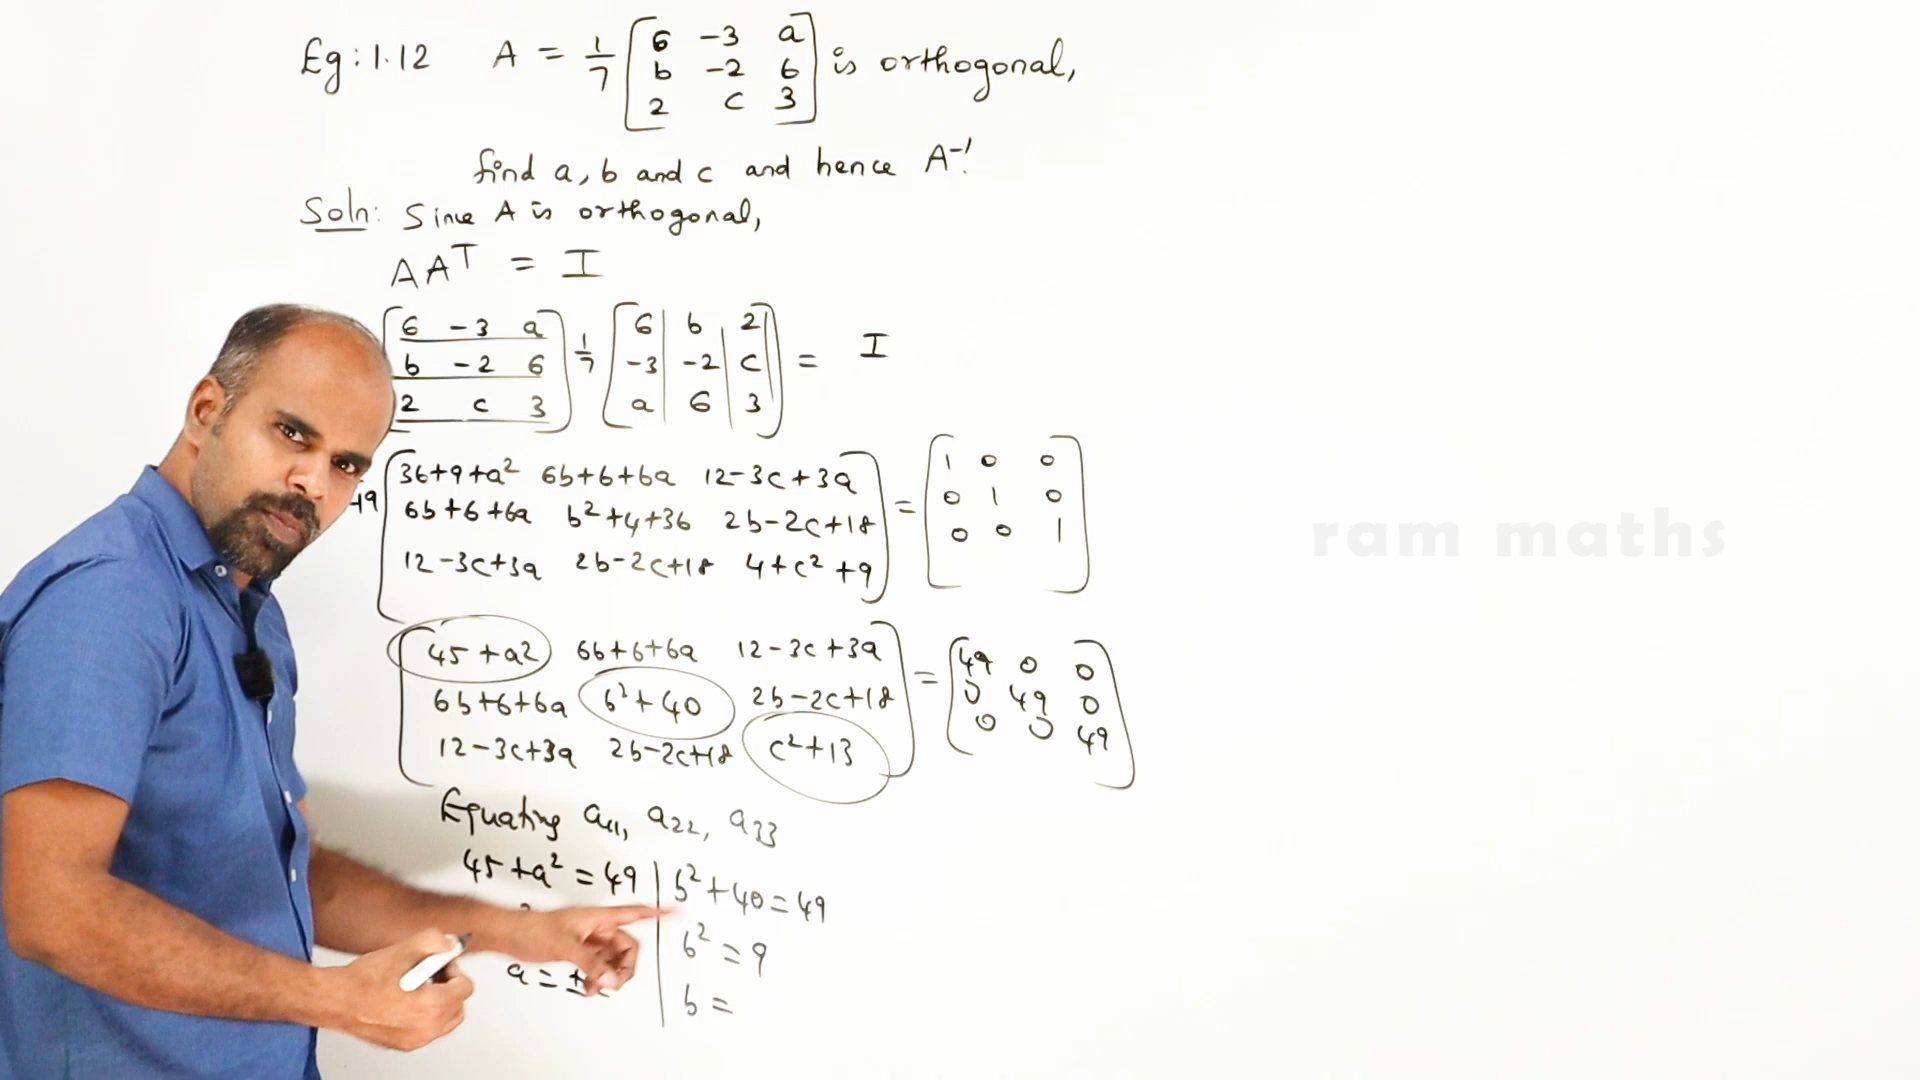 Eg: 1.12 A = 1/7 [6 -3 a
b -2 6
2 c 3] is orthogonal,
find a, b and c and hence A⁻¹.
Soln: Since A is orthogonal,
AAᵀ = I
[6 -3 a
b -2 6
2 c 3] 1/7 [6 b 2
-3 -2 c
a 6 3] = I
[36+9+a² 6b+6+6a 12-3c+3a
6b+6+6a b²+4+36 2b-2c+18
12-3c+3a 2b-2c+18 4+c²+9] = [1 0 0
0 1 0
0 0 1]
[45+a2 6b+6+6a 12-3c+3a
6b+6+6a b²+40 2b-2c+18
12-3c+3a 2b-2c+18 c²+13] = [49 0 0
0 49 0
0 0 49]
Equating a11, a22, a33
45+a² = 49
a = ±
b²+40=49
b² = 9
b =
ram maths